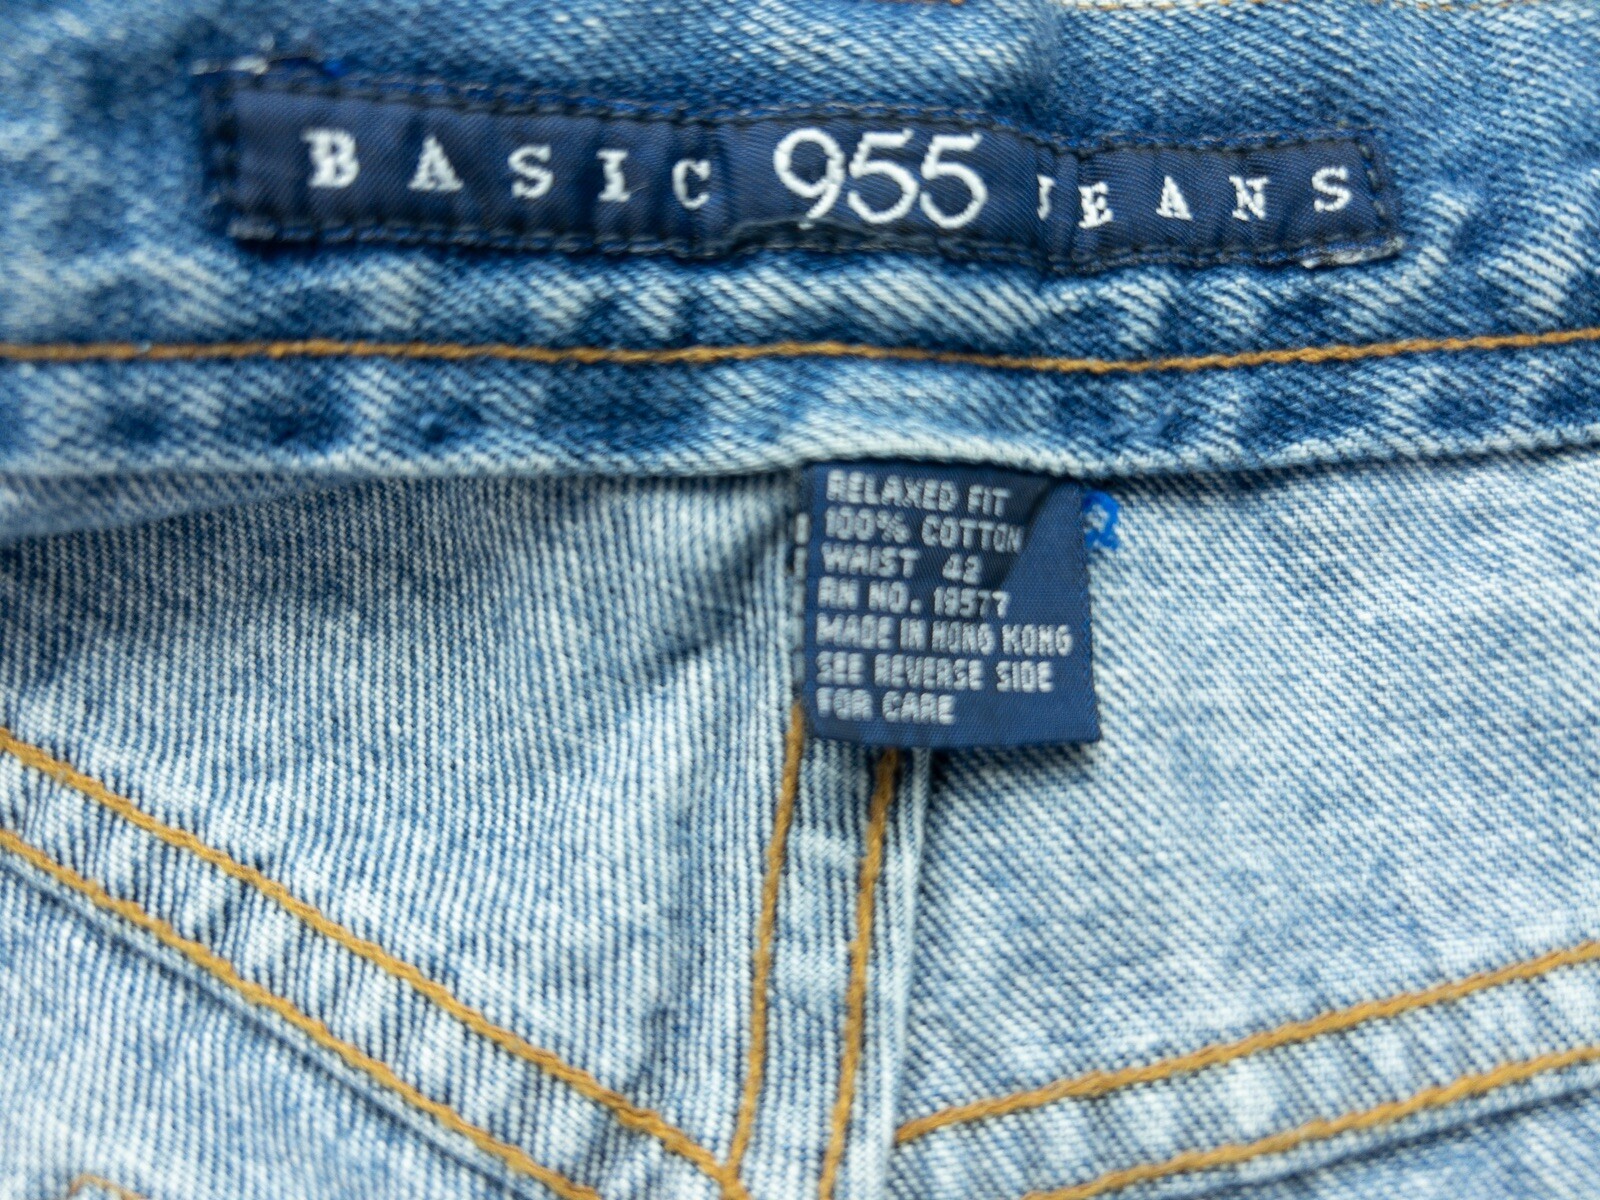 BASIC 955 JEANS
RELAXED FIT
100% COTTON
WAIST 42
RN NO. 19577
MADE IN HONG KONG
SEE REVERSE SIDE
FOR CARE